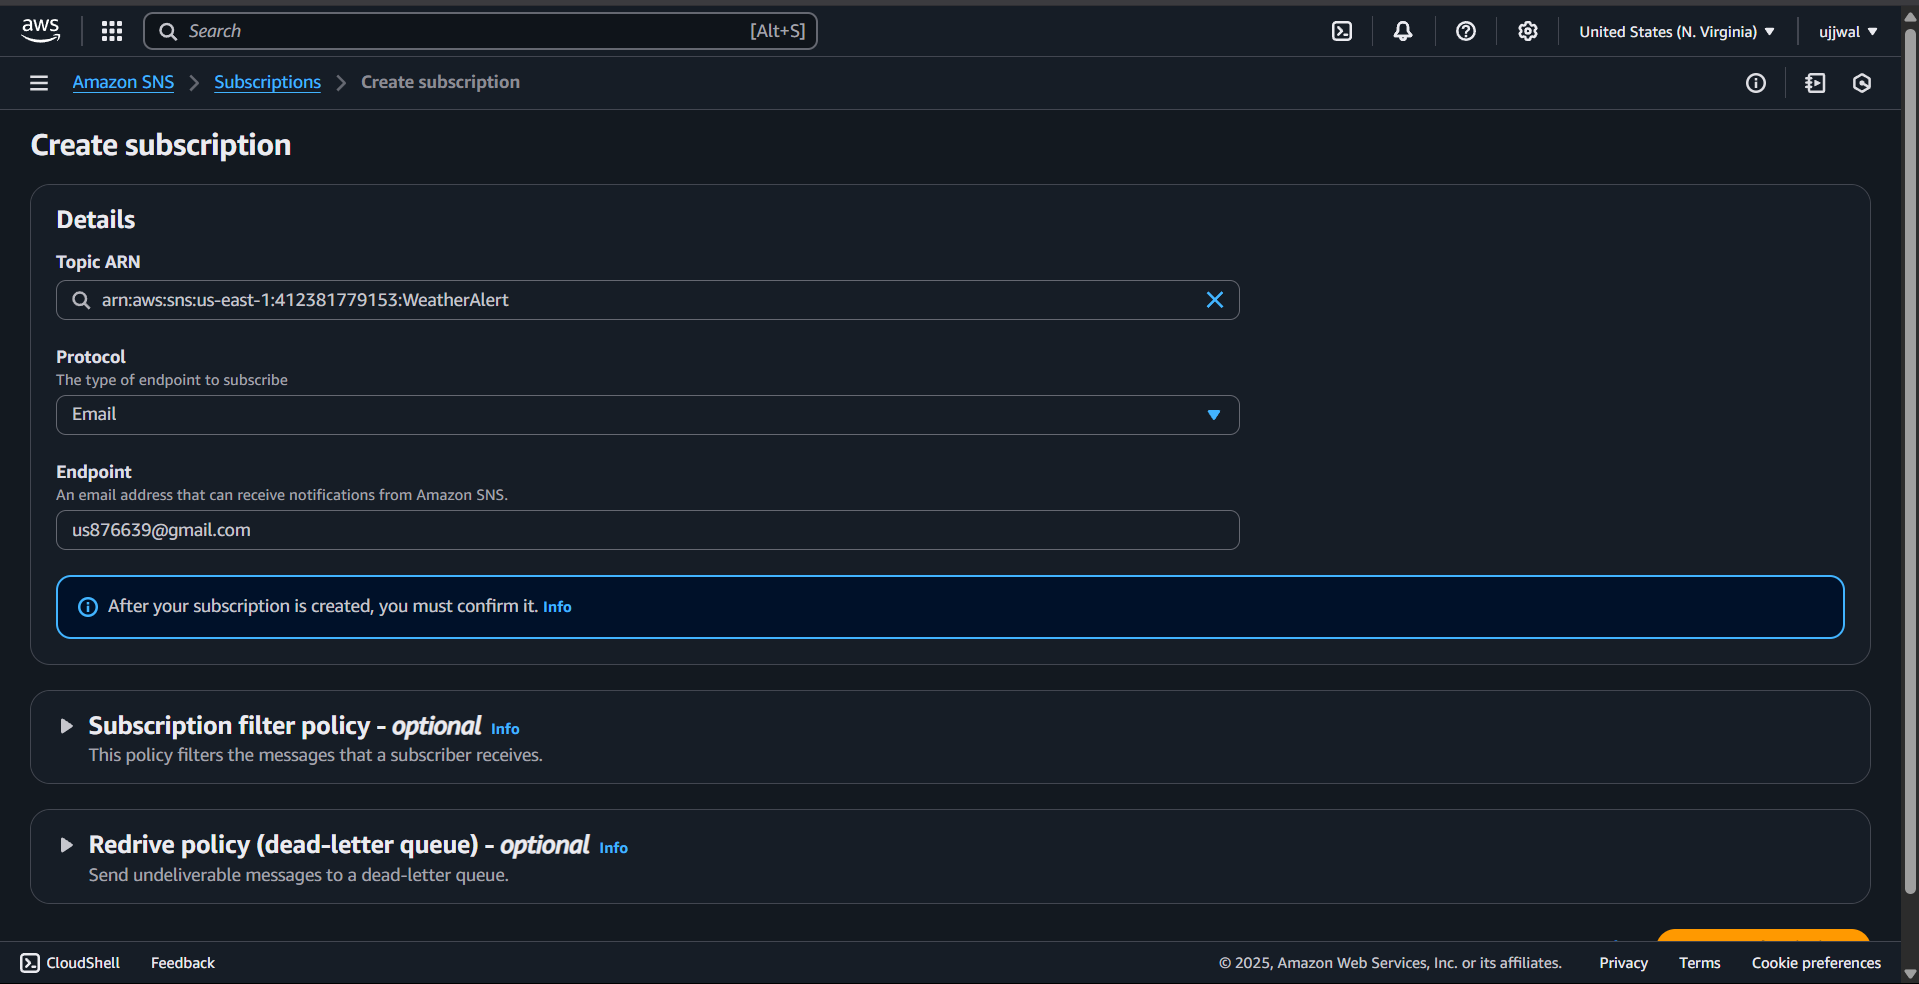 aws
Search [Alt+S]
United States (N. Virginia)
ujjwal
Amazon SNS
Subscriptions
Create subscription
Create subscription
Details
Topic ARN
arn:aws:sns:us-east-1:412381779153:WeatherAlert
Protocol
The type of endpoint to subscribe
Email
Endpoint
An email address that can receive notifications from Amazon SNS.
us876639@gmail.com
After your subscription is created, you must confirm it. Info
Subscription filter policy - optional Info
This policy filters the messages that a subscriber receives.
Redrive policy (dead-letter queue) - optional Info
Send undeliverable messages to a dead-letter queue.
CloudShell
Feedback
© 2025, Amazon Web Services, Inc. or its affiliates.
Privacy
Terms
Cookie preferences